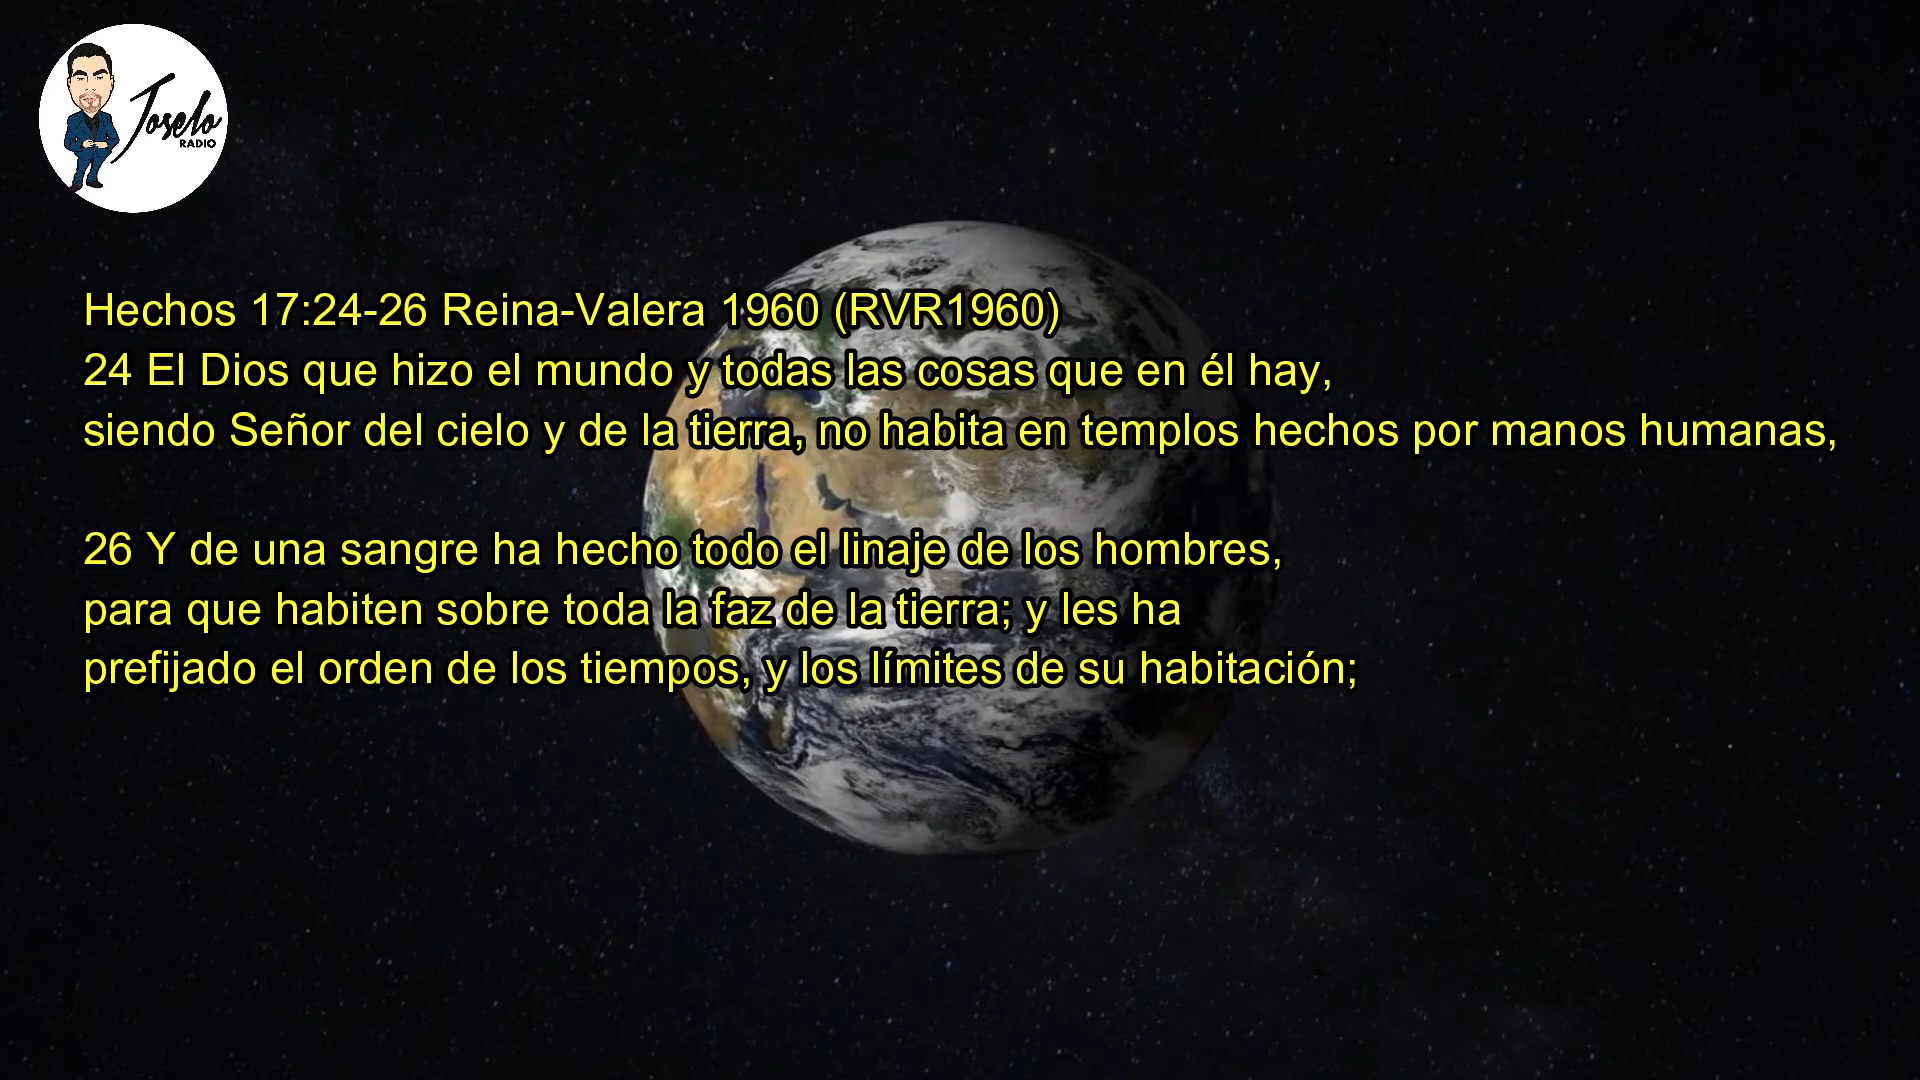 Joselo
RADIO
Hechos 17:24-26 Reina-Valera 1960 (RVR1960)
24 El Dios que hizo el mundo y todas las cosas que en él hay,
siendo Señor del cielo y de la tierra, no habita en templos hechos por manos humanas,
26 Y de una sangre ha hecho todo el linaje de los hombres,
para que habiten sobre toda la faz de la tierra; y les ha
prefijado el orden de los tiempos, y los límites de su habitación;